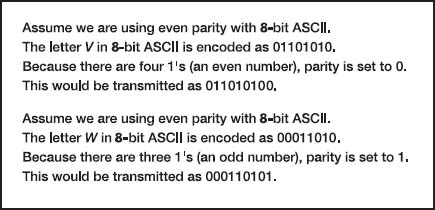 Assume we are using even parity with 8-bit ASCII.
The letter V in 8-bit ASCII is encoded as 01101010.
Because there are four 1's (an even number), parity is set to 0.
This would be transmitted as 011010100.
Assume we are using even parity with 8-bit ASCII.
The letter W in 8-bit ASCII is encoded as 00011010.
Because there are three 1's (an odd number), parity is set to 1.
This would be transmitted as 000110101.